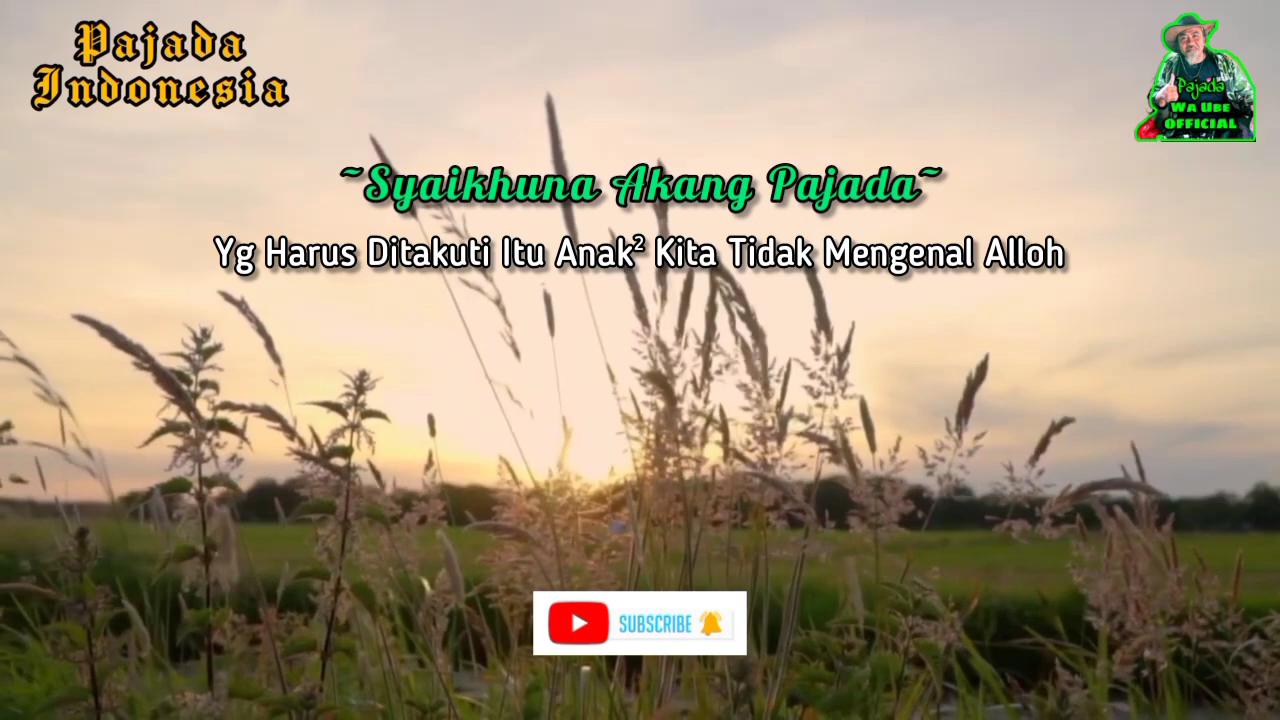 Pajada
Indonesia
Pajada
Wa Ube
OFFICIAL
~Syaikhuna Akang Pajada~
Yg Harus Ditakuti Itu Anak² Kita Tidak Mengenal Alloh
SUBSCRIBE